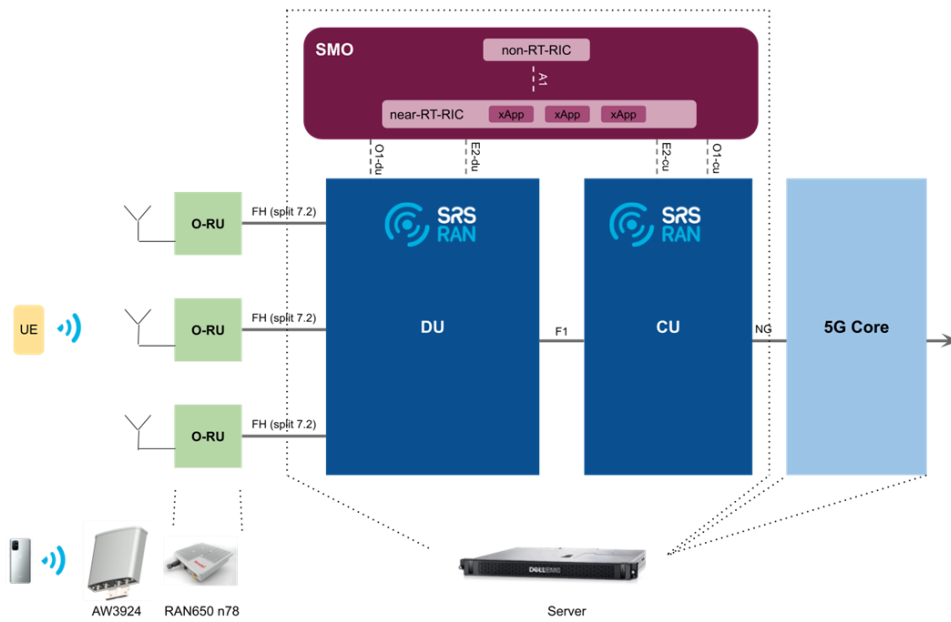 SMO
non-RT-RIC
A1
near-RT-RIC xApp xApp xApp
O1-du
E2-du
E2-cu
O1-cu
SRS
RAN
SRS
RAN
O-RU
FH (split 7.2)
UE
O-RU
FH (split 7.2)
DU
F1
CU
NG
5G Core
O-RU
FH (split 7.2)
DELLEMC
AW3924
RAN650 n78
Server